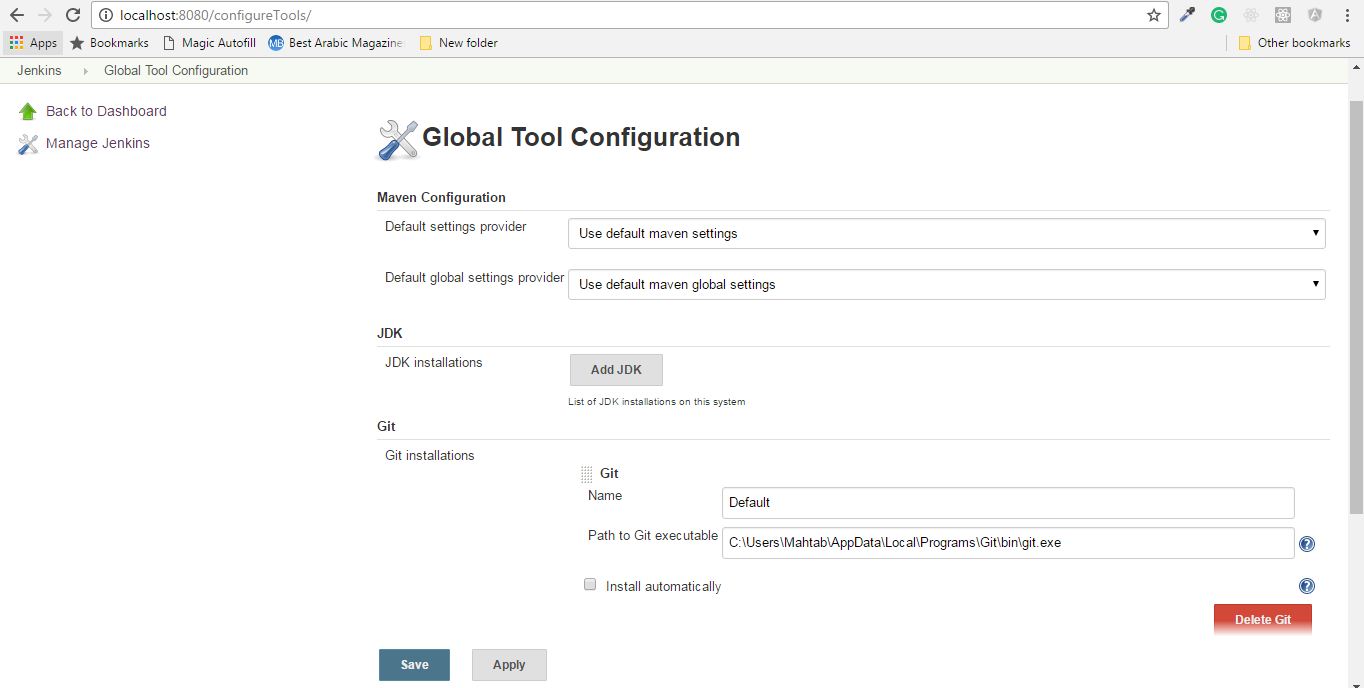 localhost:8080/configureTools/
Apps Bookmarks Magic Autofill MB Best Arabic Magazine New folder Other bookmarks
Jenkins Global Tool Configuration
Back to Dashboard
Manage Jenkins
Global Tool Configuration
Maven Configuration
Default settings provider Use default maven settings
Default global settings provider Use default maven global settings
JDK
JDK installations Add JDK
List of JDK installations on this system
Git
Git installations
Git
Name Default
Path to Git executable C:\Users\Mahtab\AppData\Local\Programs\Git\bin\git.exe ?
Install automatically ?
Delete Git
Save Apply